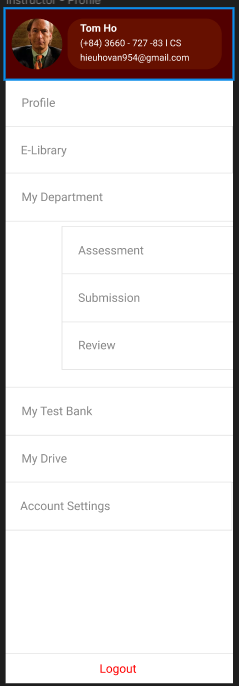 Instructor - Profile
Tom Ho
(+84) 3660 - 727 -83 l CS
hieuhovan954@gmail.com
Profile
E-Library
My Department
Assessment
Submission
Review
My Test Bank
My Drive
Account Settings
Logout